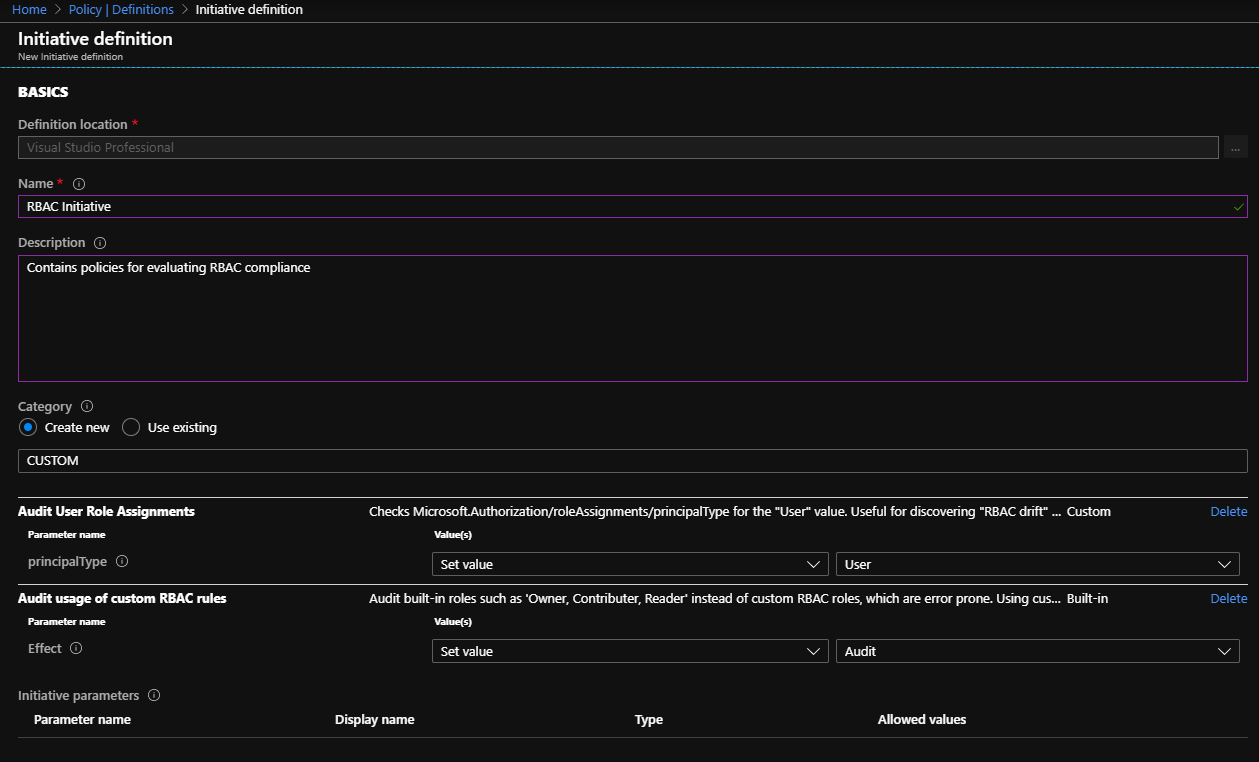 Home > Policy | Definitions > Initiative definition
Initiative definition
New Initiative definition
BASICS
Definition location *
Visual Studio Professional
...
Name *
RBAC Initiative
Description
Contains policies for evaluating RBAC compliance
Category
Create new Use existing
CUSTOM
Audit User Role Assignments Checks Microsoft.Authorization/roleAssignments/principalType for the "User" value. Useful for discovering "RBAC drift" ... Custom Delete
Parameter name Value(s)
principalType Set value User
Audit usage of custom RBAC rules Audit built-in roles such as 'Owner, Contributer, Reader' instead of custom RBAC roles, which are error prone. Using cus... Built-in Delete
Parameter name Value(s)
Effect Set value Audit
Initiative parameters
Parameter name Display name Type Allowed values